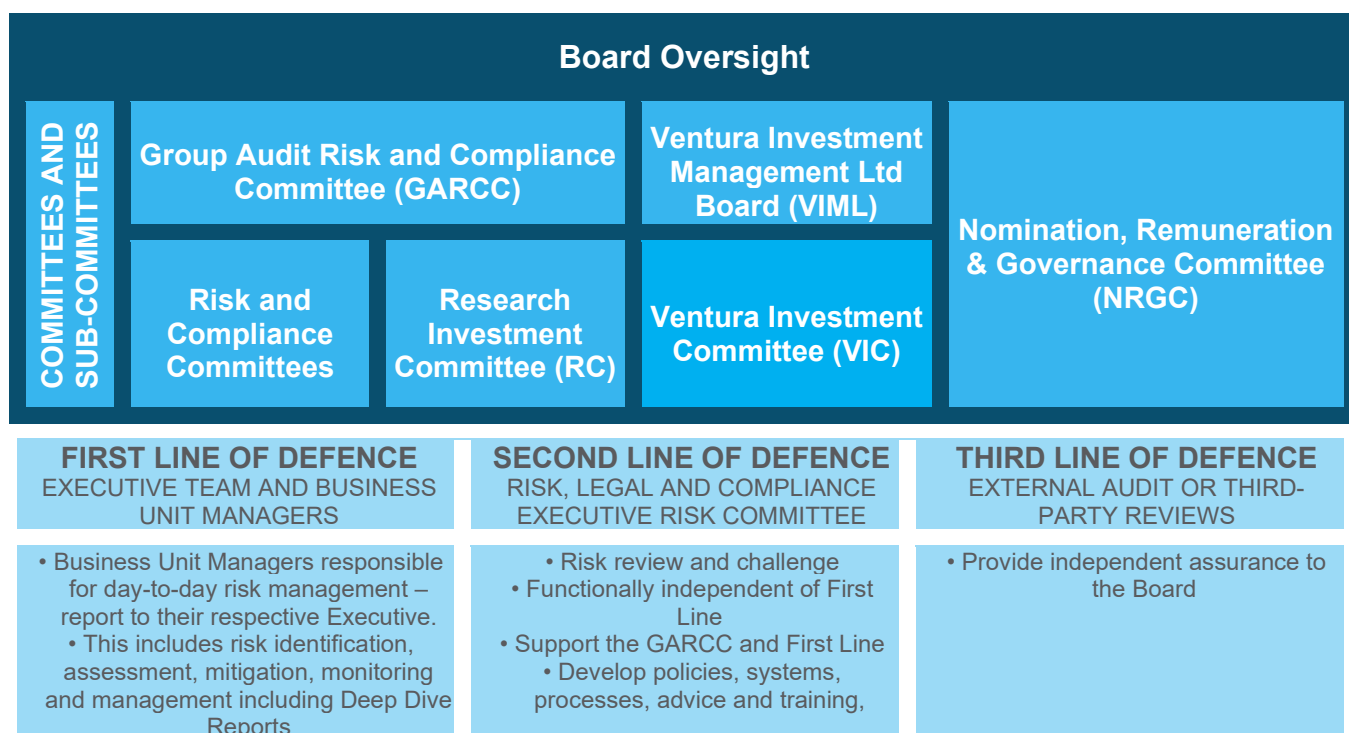 Board Oversight
COMMITTEES AND
SUB-COMMITTEES
Group Audit Risk and Compliance
Committee (GARCC)
Ventura Investment
Management Ltd
Board (VIML)
Nomination, Remuneration
& Governance Committee
(NRGC)
Risk and
Compliance
Committees
Research
Investment
Committee (RC)
Ventura Investment
Committee (VIC)
FIRST LINE OF DEFENCE
EXECUTIVE TEAM AND BUSINESS
UNIT MANAGERS
SECOND LINE OF DEFENCE
RISK, LEGAL AND COMPLIANCE
EXECUTIVE RISK COMMITTEE
THIRD LINE OF DEFENCE
EXTERNAL AUDIT OR THIRD-
PARTY REVIEWS
• Business Unit Managers responsible
for day-to-day risk management –
report to their respective Executive.
• This includes risk identification,
assessment, mitigation, monitoring
and management including Deep Dive
Reports
• Risk review and challenge
• Functionally independent of First
Line
• Support the GARCC and First Line
• Develop policies, systems,
processes, advice and training,
• Provide independent assurance to
the Board